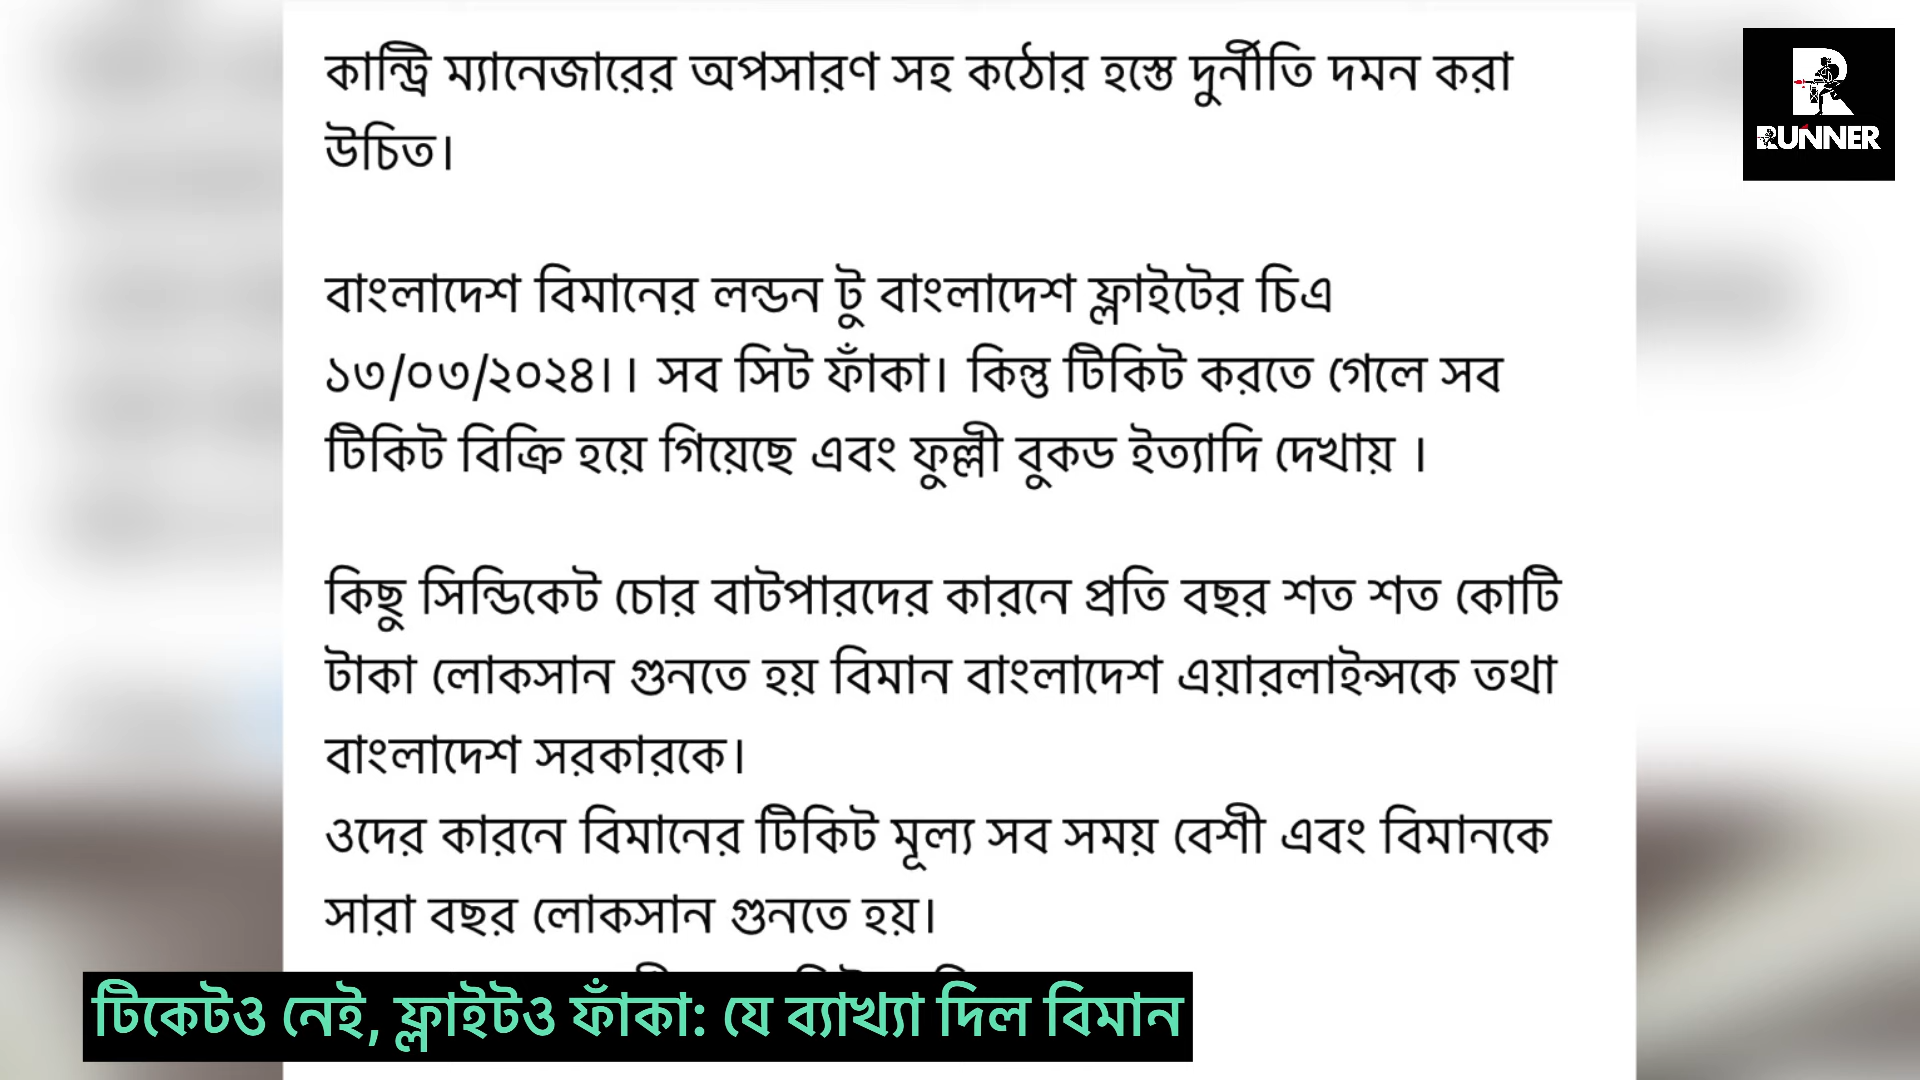 কান্ট্রি ম্যানেজারের অপসারণ সহ কঠোর হস্তে দুর্নীতি দমন করা
উচিত।
বাংলাদেশ বিমানের লন্ডন টু বাংলাদেশ ফ্লাইটের চিএ
১৩/০৩/২০২৪।। সব সিট ফাঁকা। কিন্তু টিকিট করতে গেলে সব
টিকিট বিক্রি হয়ে গিয়েছে এবং ফুল্লী বুকড ইত্যাদি দেখায় ।
কিছু সিন্ডিকেট চোর বাটপারদের কারনে প্রতি বছর শত শত কোটি
টাকা লোকসান গুনতে হয় বিমান বাংলাদেশ এয়ারলাইন্সকে তথা
বাংলাদেশ সরকারকে।
ওদের কারনে বিমানের টিকিট মূল্য সব সময় বেশী এবং বিমানকে
সারা বছর লোকসান গুনতে হয়।
টিকেটও নেই, ফ্লাইটও ফাঁকা: যে ব্যাখ্যা দিল বিমান
RUNNER